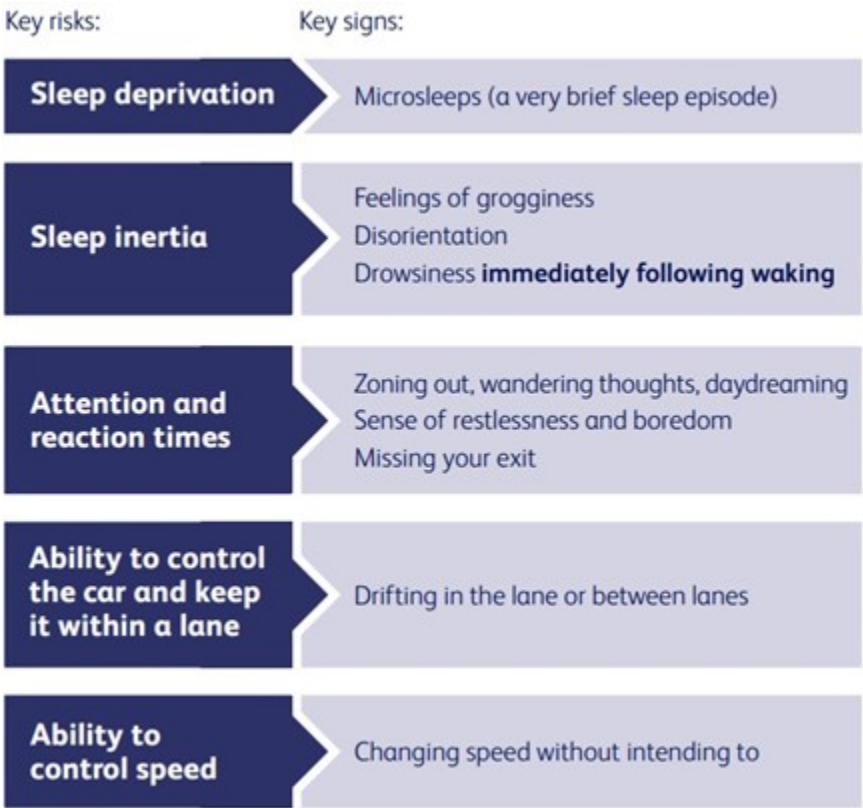 Key risks:
Key signs:
Sleep deprivation
Microsleeps (a very brief sleep episode)
Sleep inertia
Feelings of grogginess
Disorientation
Drowsiness immediately following waking
Attention and
reaction times
Zoning out, wandering thoughts, daydreaming
Sense of restlessness and boredom
Missing your exit
Ability to control
the car and keep
it within a lane
Drifting in the lane or between lanes
Ability to
control speed
Changing speed without intending to